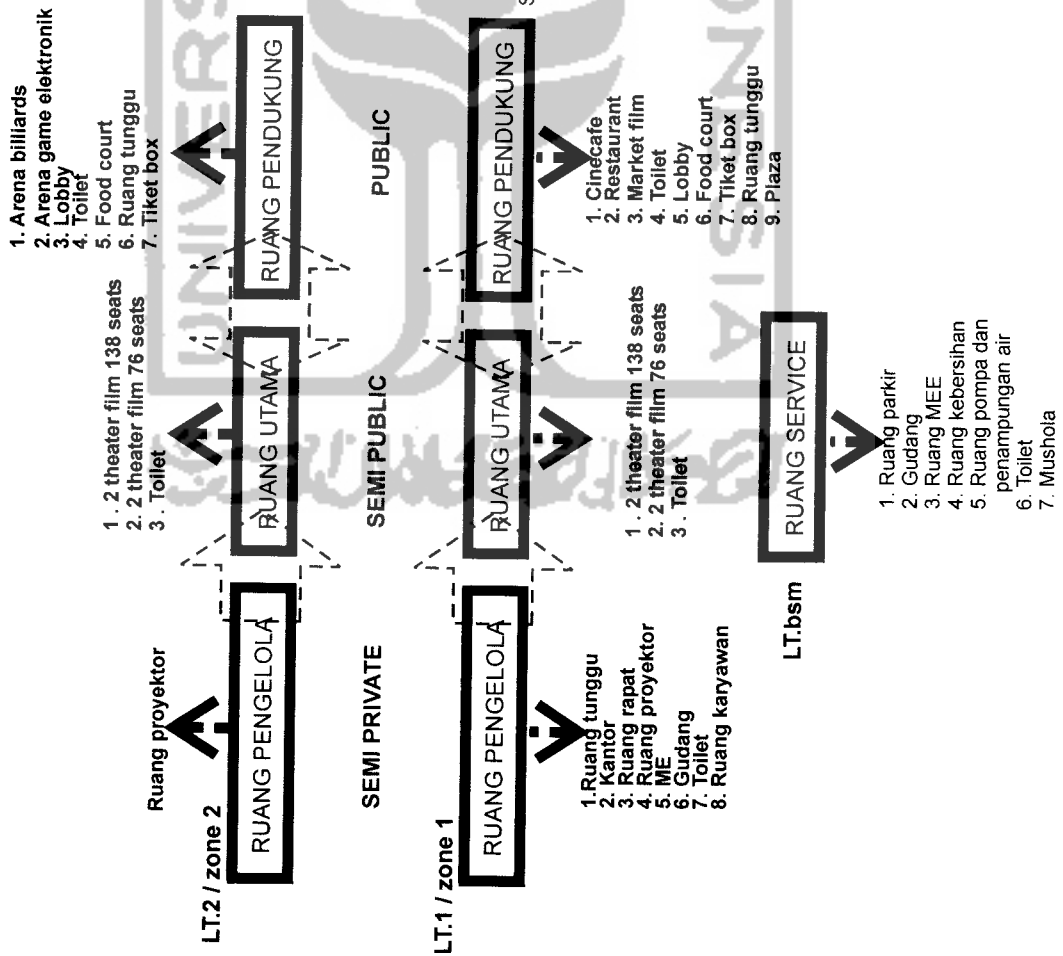 LT.2 / zone 2
Ruang proyektor
RUANG PENGELOLA
SEMI PRIVATE
1 . 2 theater film 138 seats
2. 2 theater film 76 seats
3 . Toilet
RUANG UTAMA
SEMI PUBLIC
1. Arena billiards
2. Arena game elektronik
3. Lobby
4. Toilet
5. Food court
6. Ruang tunggu
7. Tiket box
RUANG PENDUKUNG
PUBLIC
LT.1 / zone 1
RUANG PENGELOLA
1.Ruang tunggu
2. Kantor
3. Ruang rapat
4. Ruang proyektor
5. ME
6. Gudang
7. Toilet
8. Ruang karyawan
RUANG UTAMA
1 . 2 theater film 138 seats
2. 2 theater film 76 seats
3 . Toilet
RUANG PENDUKUNG
1. Cinecafe
2. Restaurant
3. Market film
4. Toilet
5. Lobby
6. Food court
7. Tiket box
8. Ruang tunggu
9. Plaza
LT.bsm
RUANG SERVICE
1. Ruang parkir
2. Gudang
3. Ruang MEE
4. Ruang kebersihan
5. Ruang pompa dan
penampungan air
6. Toilet
7. Mushola